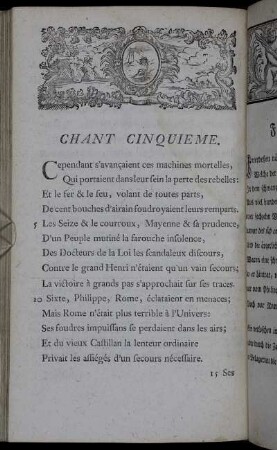 CHANT CINQUIEME.
Cependant s'avançaient ces machines mortelles,
Qui portaient dans leur sein la perte des rebelles:
Et le fer & le feu, volant de toutes parts,
De cent bouches d'airain foudroyaient leurs remparts.
5 Les Seize & le courroux, Mayenne & sa prudence,
D'un Peuple mutiné la farouche insolence,
Des Docteurs de la Loi les scandaleux discours,
Contre le grand Henri n'étaient qu'un vain secours;
La victoire à grands pas s'approchait sur ses traces.
10 Sixte, Philippe, Rome, éclataient en menaces;
Mais Rome n'était plus terrible à l'Univers:
Ses foudres impuissans se perdaient dans les airs;
Et du vieux Castillan la lenteur ordinaire
Privait les assiégés d'un secours nécessaire.
15 Ses